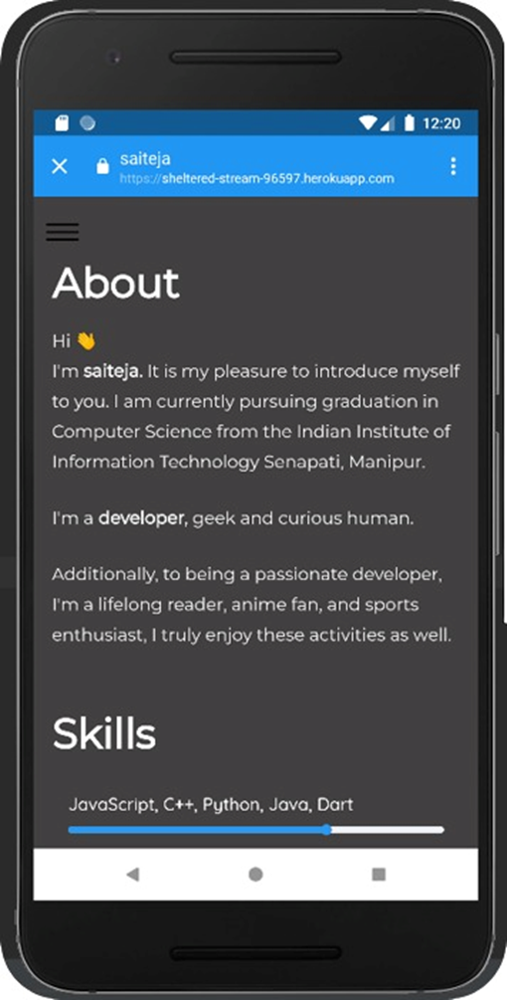 12:20
saiteja
https://sheltered-stream-96597.herokuapp.com
About
Hi 👋
I'm saiteja. It is my pleasure to introduce myself
to you. I am currently pursuing graduation in
Computer Science from the Indian Institute of
Information Technology Senapati, Manipur.
I'm a developer, geek and curious human.
Additionally, to being a passionate developer,
I'm a lifelong reader, anime fan, and sports
enthusiast, I truly enjoy these activities as well.
Skills
JavaScript, C++, Python, Java, Dart